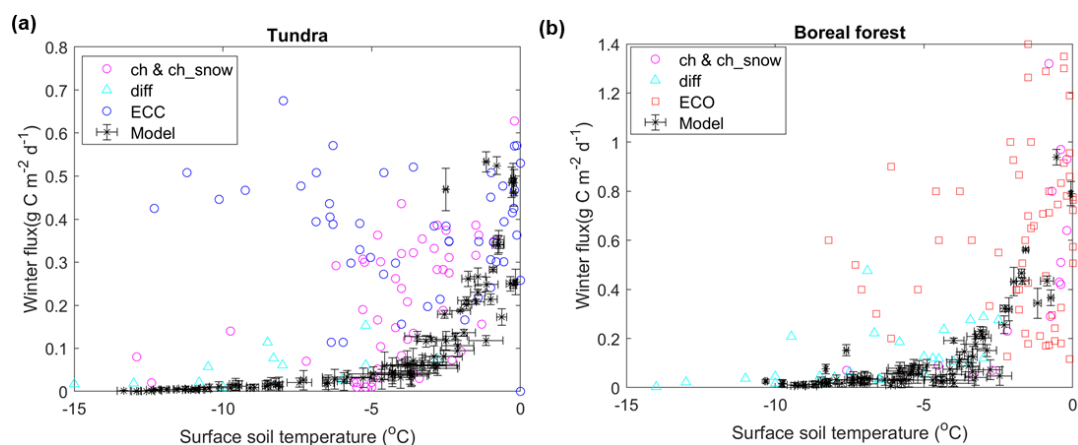 (a)
Tundra
0.8
0.7
0.6
0.5
0.4
0.3
0.2
0.1
0
Winter flux(g C m-2 d-1)
ch & ch_snow
diff
ECC
Model
-15
-10
-5
0
Surface soil temperature (oC)
(b)
Boreal forest
1.4
1.2
1
0.8
0.6
0.4
0.2
0
Winter flux(g C m-2 d-1)
ch & ch_snow
diff
ECO
Model
-15
-10
-5
0
Surface soil temperature (oC)